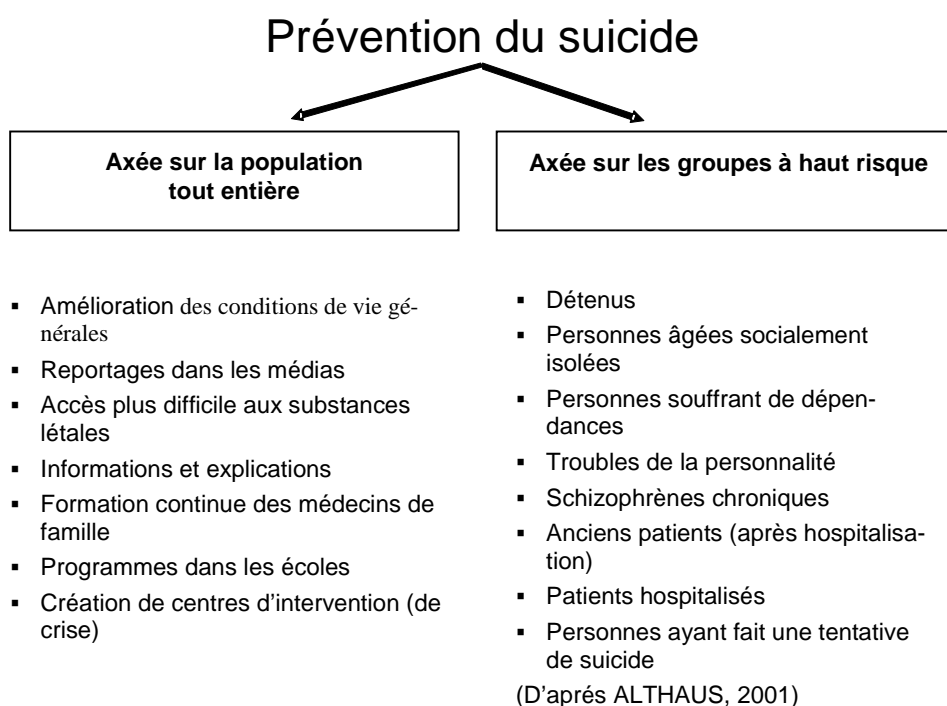 Prévention du suicide
Axée sur la population
tout entière
▪ Amélioration des conditions de vie gé-
nérales
▪ Reportages dans les médias
▪ Accès plus difficile aux substances
létales
▪ Informations et explications
▪ Formation continue des médecins de
famille
▪ Programmes dans les écoles
▪ Création de centres d’intervention (de
crise)
Axée sur les groupes à haut risque
▪ Détenus
▪ Personnes âgées socialement
isolées
▪ Personnes souffrant de dépen-
dances
▪ Troubles de la personnalité
▪ Schizophrènes chroniques
▪ Anciens patients (après hospitalisa-
tion)
▪ Patients hospitalisés
▪ Personnes ayant fait une tentative
de suicide
(D’aprés ALTHAUS, 2001)